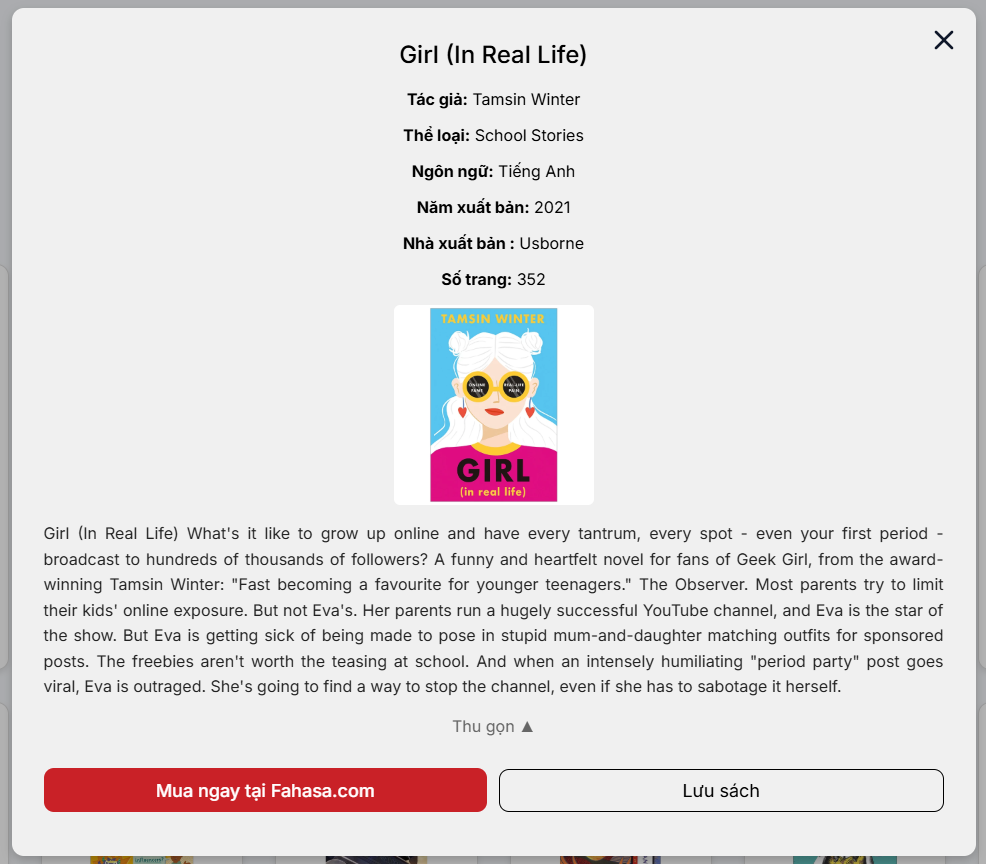 Girl (In Real Life)
Tác giả: Tamsin Winter
Thể loại: School Stories
Ngôn ngữ: Tiếng Anh
Năm xuất bản: 2021
Nhà xuất bản : Usborne
Số trang: 352
TAMSIN WINTER
ONLINE REAL-LIFE
FAME PAIN
GIRL
(in real life)
Girl (In Real Life) What's it like to grow up online and have every tantrum, every spot - even your first period -
broadcast to hundreds of thousands of followers? A funny and heartfelt novel for fans of Geek Girl, from the award-
winning Tamsin Winter: "Fast becoming a favourite for younger teenagers." The Observer. Most parents try to limit
their kids' online exposure. But not Eva's. Her parents run a hugely successful YouTube channel, and Eva is the star of
the show. But Eva is getting sick of being made to pose in stupid mum-and-daughter matching outfits for sponsored
posts. The freebies aren't worth the teasing at school. And when an intensely humiliating "period party" post goes
viral, Eva is outraged. She's going to find a way to stop the channel, even if she has to sabotage it herself.
Thu gọn ▲
Mua ngay tại Fahasa.com
Lưu sách